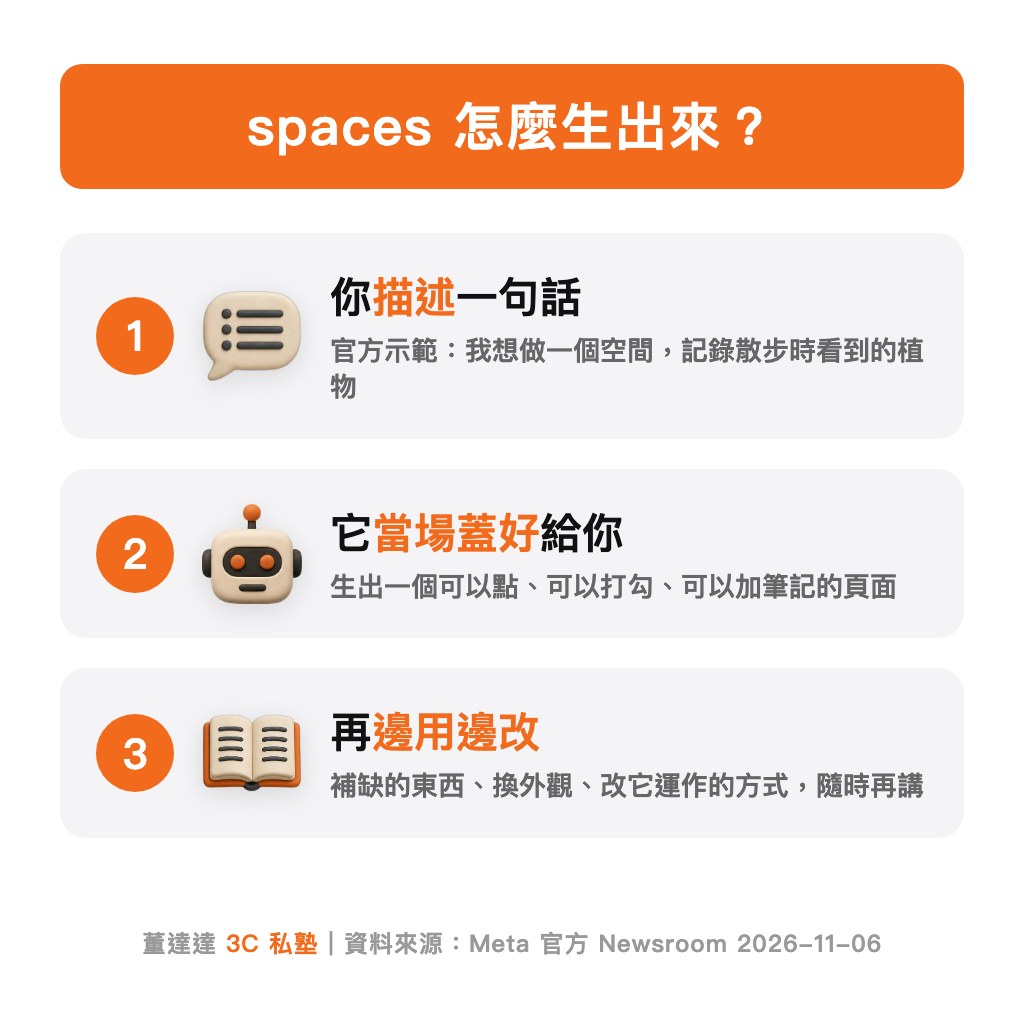 spaces 怎麼生出來？
1
你描述一句話
官方示範：我想做一個空間，記錄散步時看到的植
物
2
它當場蓋好給你
生出一個可以點、可以打勾、可以加筆記的頁面
3
再邊用邊改
補缺的東西、換外觀、改它運作的方式，隨時再講
董達達 3C 私塾｜資料來源：Meta 官方 Newsroom 2026–11–06